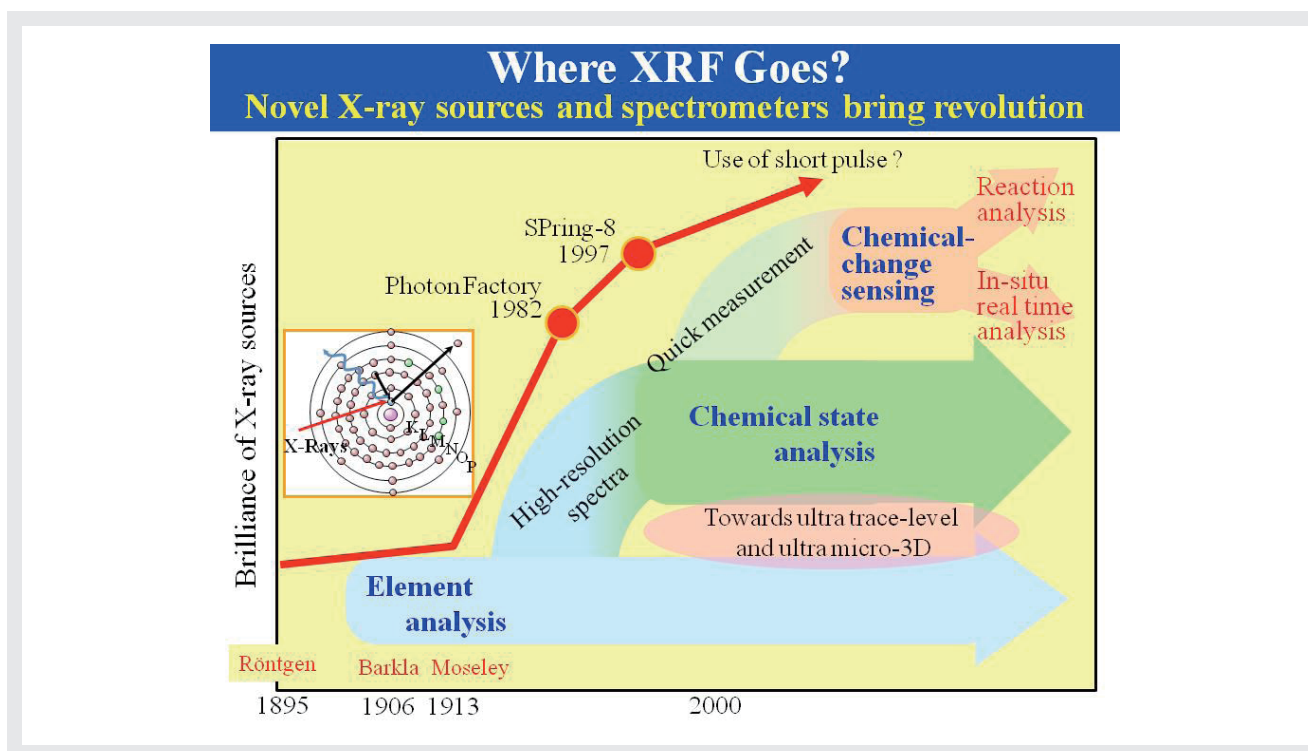 Where XRF Goes?
Novel X-ray sources and spectrometers bring revolution
Use of short pulse ?
Reaction
analysis
SPring-8
1997
Chemical-
change
sensing
In-situ
real time
analysis
Photon Factory
1982
Quick measurement
Brilliance of X-ray sources
X-Rays
K
L
M
N
O
P
Chemical state
analysis
High-resolution
spectra
Towards ultra trace-level
and ultra micro-3D
Element
analysis
Röntgen
Barkla
Moseley
1895
1906
1913
2000